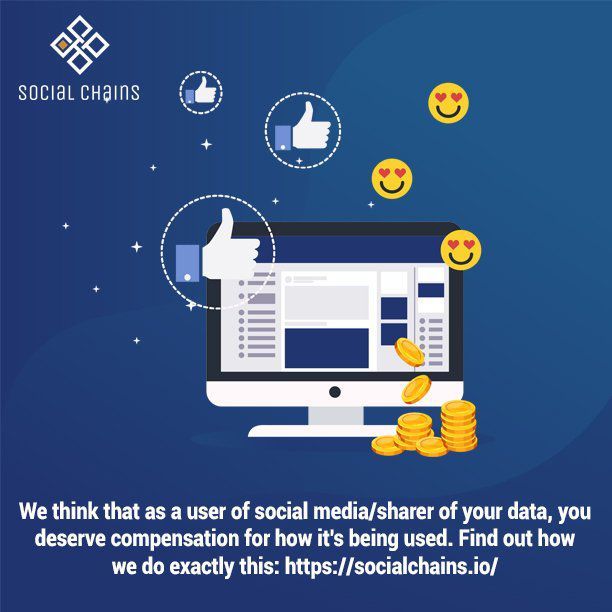 SOCIAL CHAINS
We think that as a user of social media/sharer of your data, you
deserve compensation for how it's being used. Find out how
we do exactly this: https://socialchains.io/